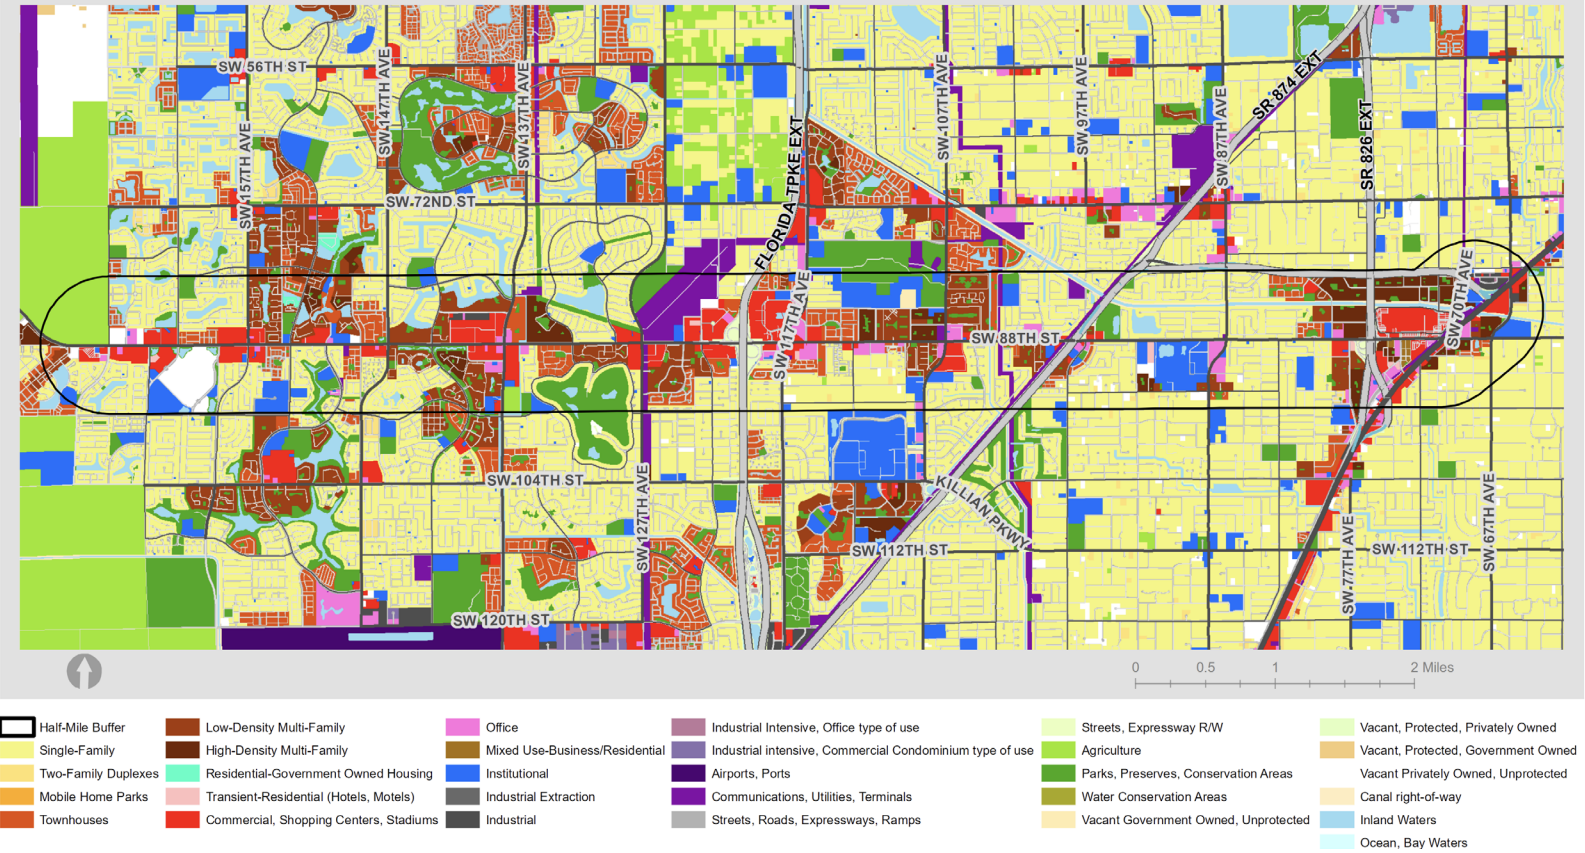 SW 56TH ST
SW 147TH AVE
SW 137TH AVE
SW 157TH AVE
SW 72ND ST
FLORIDA TPKE EXT
SW 117TH AVE
SW 107TH AVE
SW 97TH AVE
SW 87TH AVE
SR 874 EXT
SR 826 EXT
SW 70TH AVE
SW 88TH ST
SW 104TH ST
SW 127TH AVE
KILLIAN PKWY
SW 112TH ST
SW 112TH ST
SW 77TH AVE
SW 67TH AVE
SW 120TH ST
0 0.5 1 2 Miles
Half-Mile Buffer
Single-Family
Two-Family Duplexes
Mobile Home Parks
Townhouses
Low-Density Multi-Family
High-Density Multi-Family
Residential-Government Owned Housing
Transient-Residential (Hotels, Motels)
Commercial, Shopping Centers, Stadiums
Office
Mixed Use-Business/Residential
Institutional
Industrial Extraction
Industrial
Industrial Intensive, Office type of use
Industrial intensive, Commercial Condominium type of use
Airports, Ports
Communications, Utilities, Terminals
Streets, Roads, Expressways, Ramps
Streets, Expressway R/W
Agriculture
Parks, Preserves, Conservation Areas
Water Conservation Areas
Vacant Government Owned, Unprotected
Vacant, Protected, Privately Owned
Vacant, Protected, Government Owned
Vacant Privately Owned, Unprotected
Canal right-of-way
Inland Waters
Ocean, Bay Waters